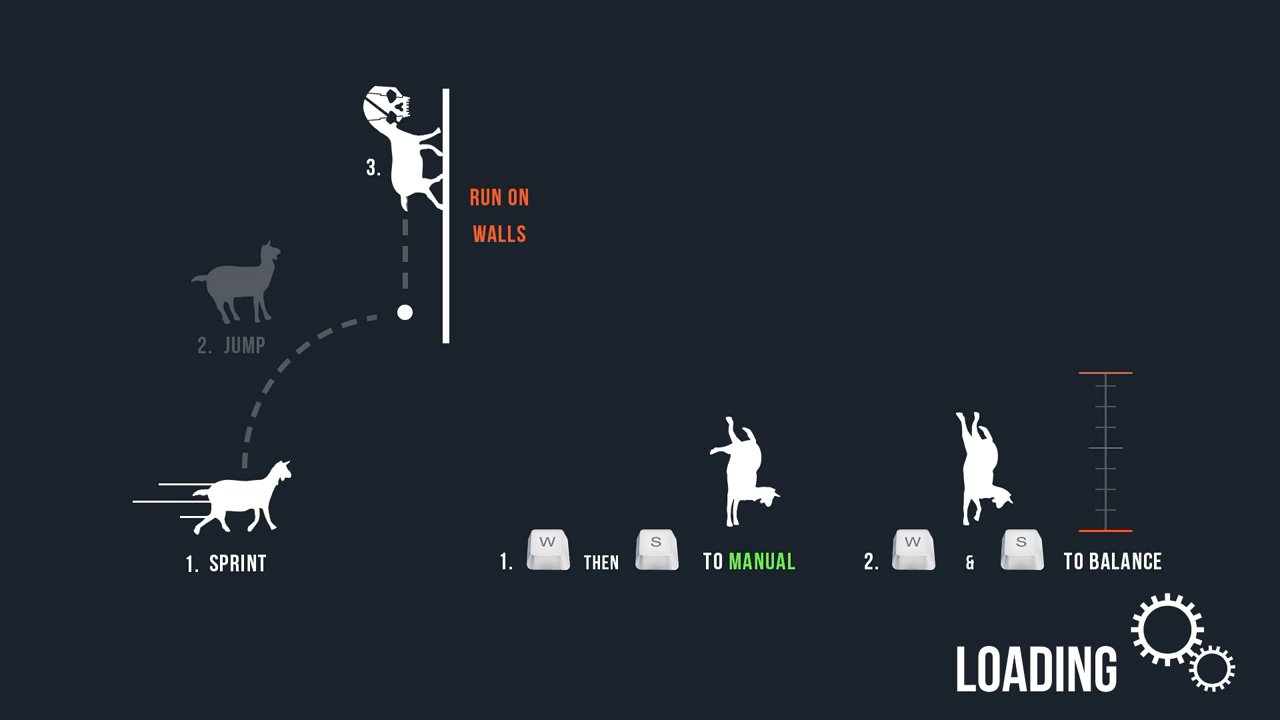 3.
RUN ON
WALLS
2. JUMP
1. SPRINT
1. W THEN S TO MANUAL
2. W & S TO BALANCE
LOADING